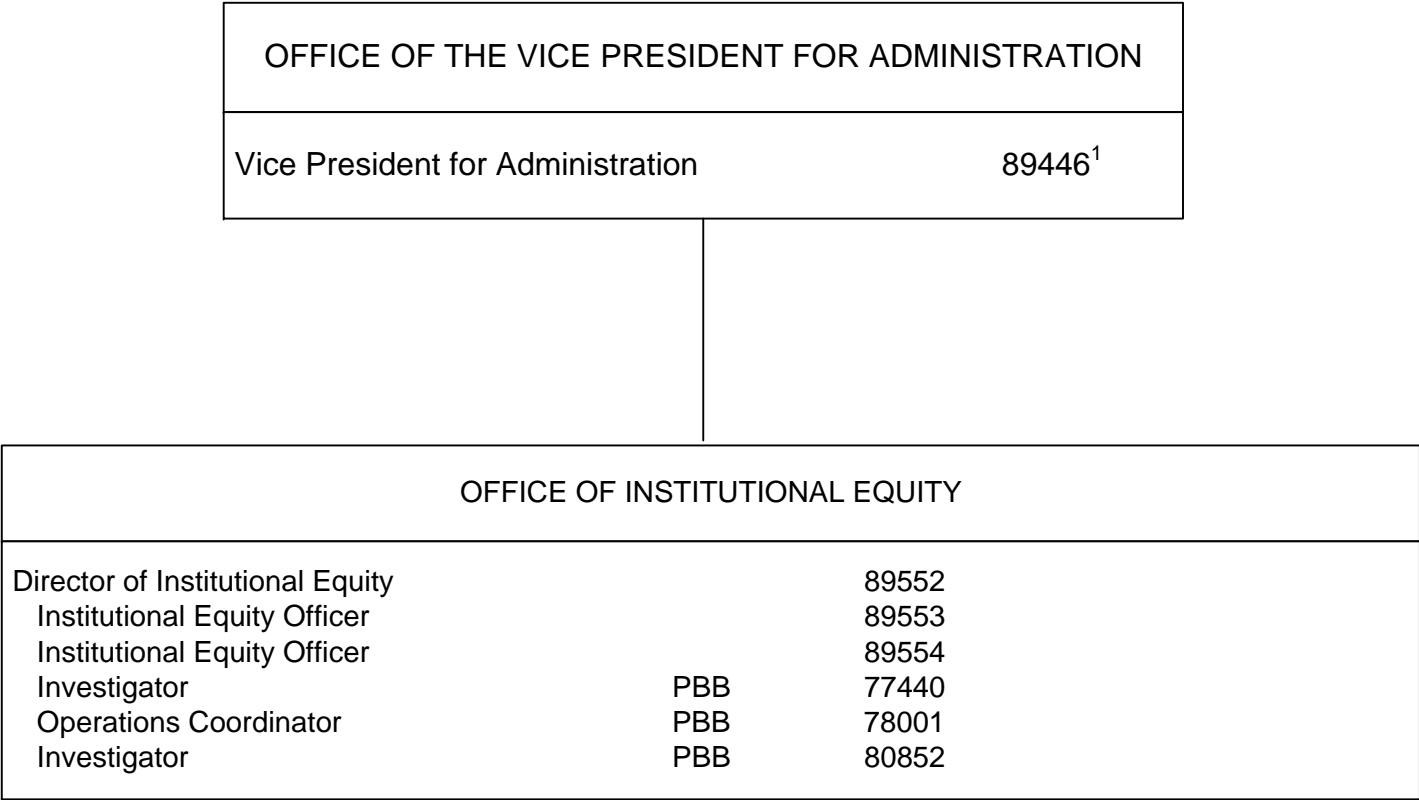 OFFICE OF THE VICE PRESIDENT FOR ADMINISTRATION
Vice President for Administration 89446¹
OFFICE OF INSTITUTIONAL EQUITY
Director of Institutional Equity 89552
Institutional Equity Officer 89553
Institutional Equity Officer 89554
Investigator PBB 77440
Operations Coordinator PBB 78001
Investigator PBB 80852